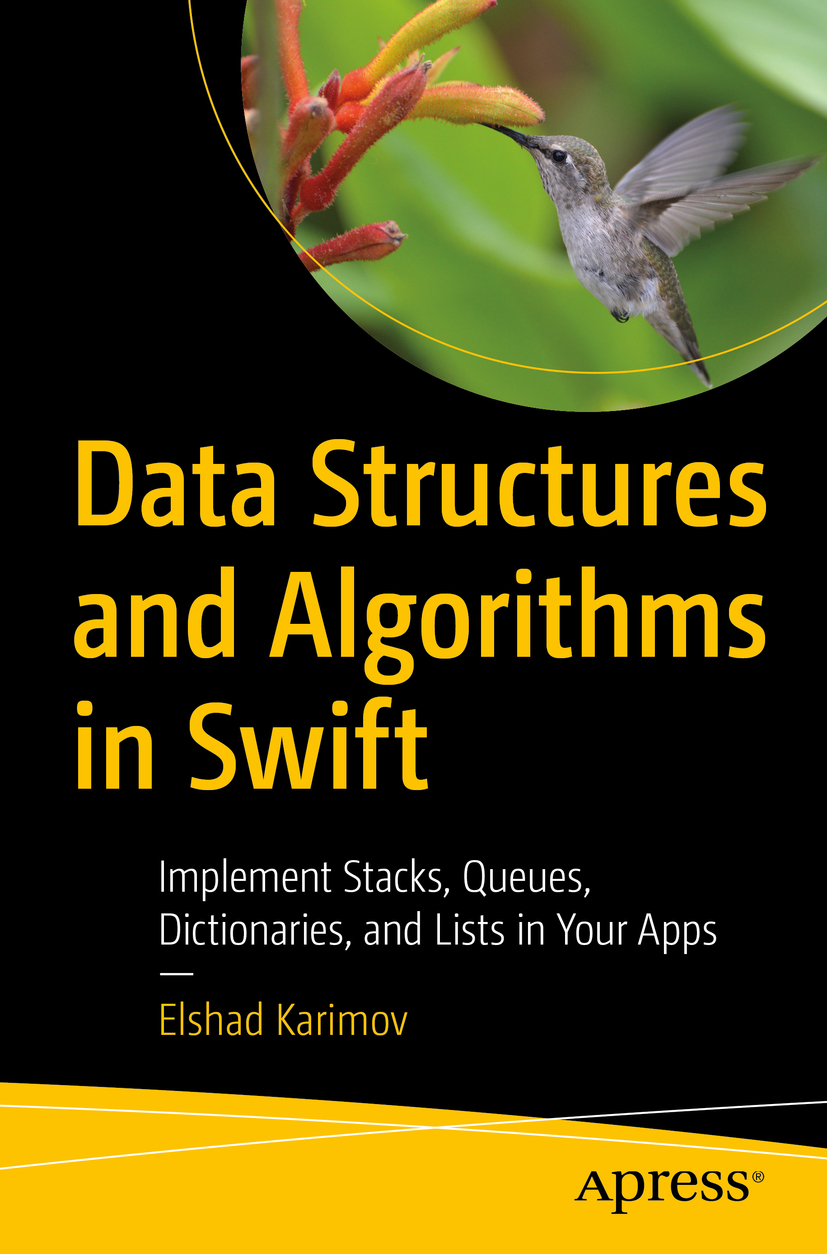 Data Structures
and Algorithms
in Swift
Implement Stacks, Queues,
Dictionaries, and Lists in Your Apps
—
Elshad Karimov
Apress®